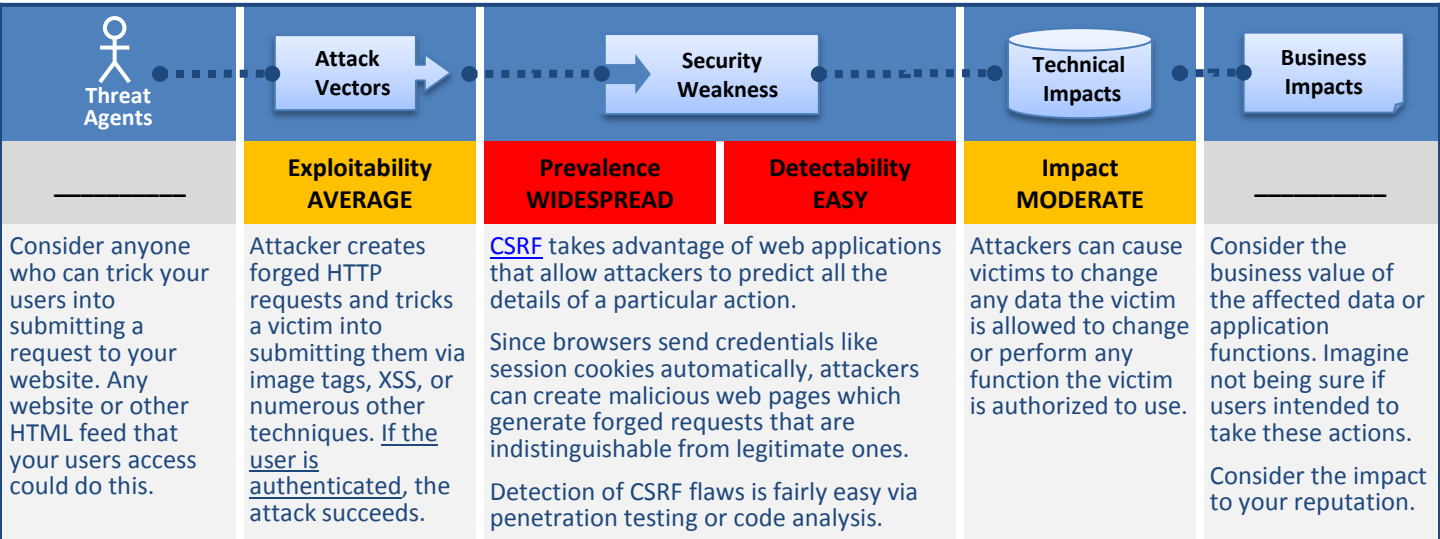 Threat
Agents
Attack
Vectors
Security
Weakness
Technical
Impacts
Business
Impacts
__________
Exploitability
AVERAGE
Prevalence
WIDESPREAD
Detectability
EASY
Impact
MODERATE
__________
Consider anyone
who can trick your
users into
submitting a
request to your
website. Any
website or other
HTML feed that
your users access
could do this.
Attacker creates
forged HTTP
requests and tricks
a victim into
submitting them via
image tags, XSS, or
numerous other
techniques. If the
user is
authenticated, the
attack succeeds.
CSRF takes advantage of web applications
that allow attackers to predict all the
details of a particular action.
Since browsers send credentials like
session cookies automatically, attackers
can create malicious web pages which
generate forged requests that are
indistinguishable from legitimate ones.
Detection of CSRF flaws is fairly easy via
penetration testing or code analysis.
Attackers can cause
victims to change
any data the victim
is allowed to change
or perform any
function the victim
is authorized to use.
Consider the
business value of
the affected data or
application
functions. Imagine
not being sure if
users intended to
take these actions.
Consider the impact
to your reputation.